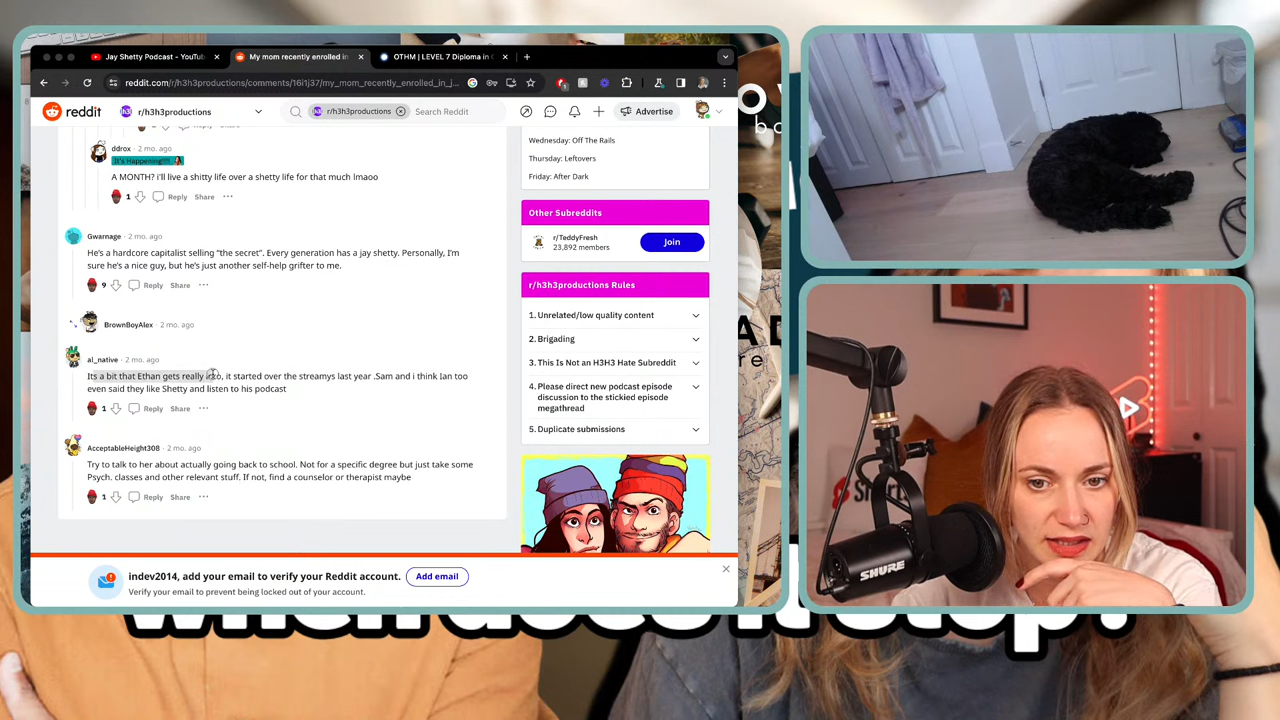 Jay Shetty Podcast - YouTub
My mom recently enrolled in
OTHM | LEVEL 7 Diploma in
reddit.com/r/h3h3productions/comments/16i1j37/my_mom_recently_enrolled_in_j...
reddit
r/h3h3productions
r/h3h3productions
Search Reddit
Advertise
Reply Share
ddrox · 2 mo. ago
It's Happening!!!!
A MONTH? i'll live a shitty life over a shetty life for that much lmaoo
1 Reply Share ...
Gwarnage · 2 mo. ago
He's a hardcore capitalist selling "the secret". Every generation has a jay shetty. Personally, I'm
sure he's a nice guy, but he's just another self-help grifter to me.
9 Reply Share ...
BrownBoyAlex · 2 mo. ago
al_native · 2 mo. ago
Its a bit that Ethan gets really into, it started over the streamys last year .Sam and i think Ian too
even said they like Shetty and listen to his podcast
1 Reply Share ...
AcceptableHeight308 · 2 mo. ago
Try to talk to her about actually going back to school. Not for a specific degree but just take some
Psych. classes and other relevant stuff. If not, find a counselor or therapist maybe
1 Reply Share ...
Wednesday: Off The Rails
Thursday: Leftovers
Friday: After Dark
Other Subreddits
r/TeddyFresh
23,892 members
Join
r/h3h3productions Rules
1. Unrelated/low quality content
2. Brigading
3. This Is Not an H3H3 Hate Subreddit
4. Please direct new podcast episode
discussion to the stickied episode
megathread
5. Duplicate submissions
indev2014, add your email to verify your Reddit account.
Add email
Verify your email to prevent being locked out of your account.
SHURE